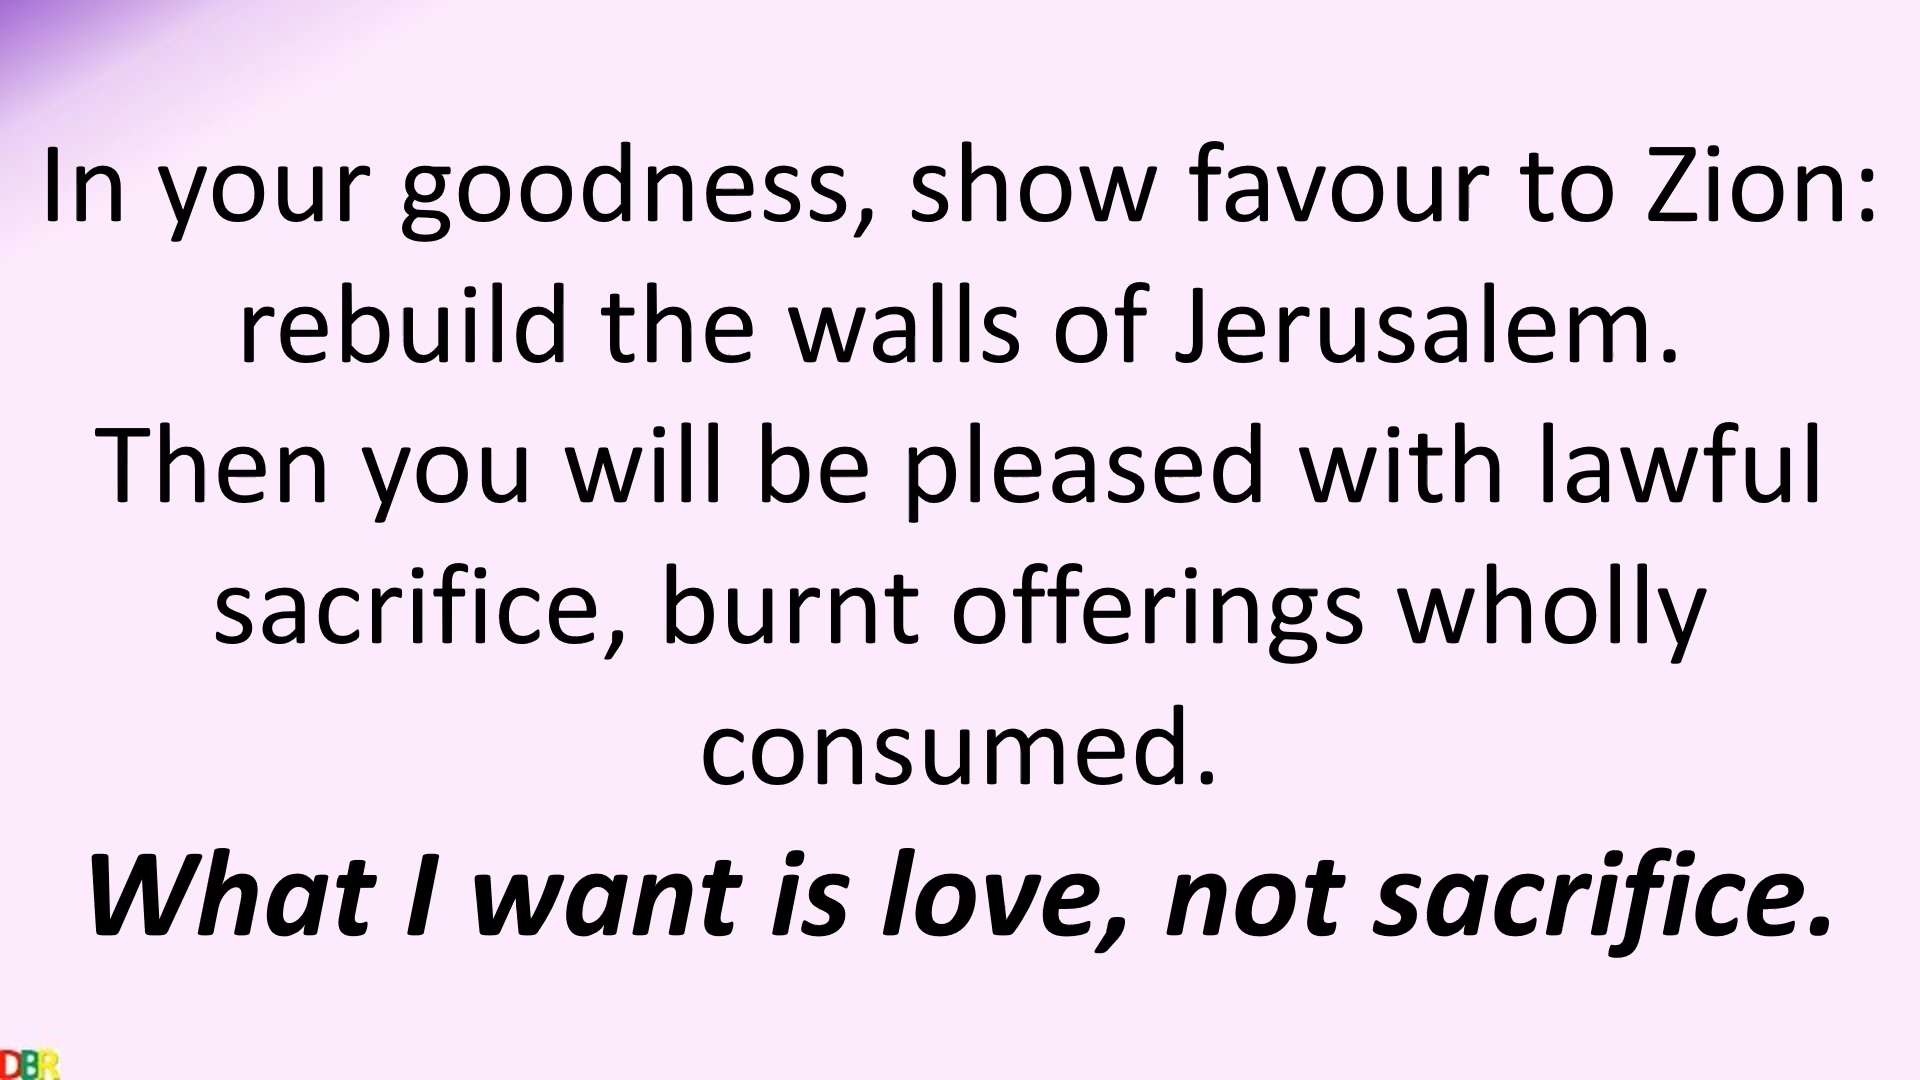 In your goodness, show favour to Zion:
rebuild the walls of Jerusalem.
Then you will be pleased with lawful
sacrifice, burnt offerings wholly
consumed.
What I want is love, not sacrifice.
DBR